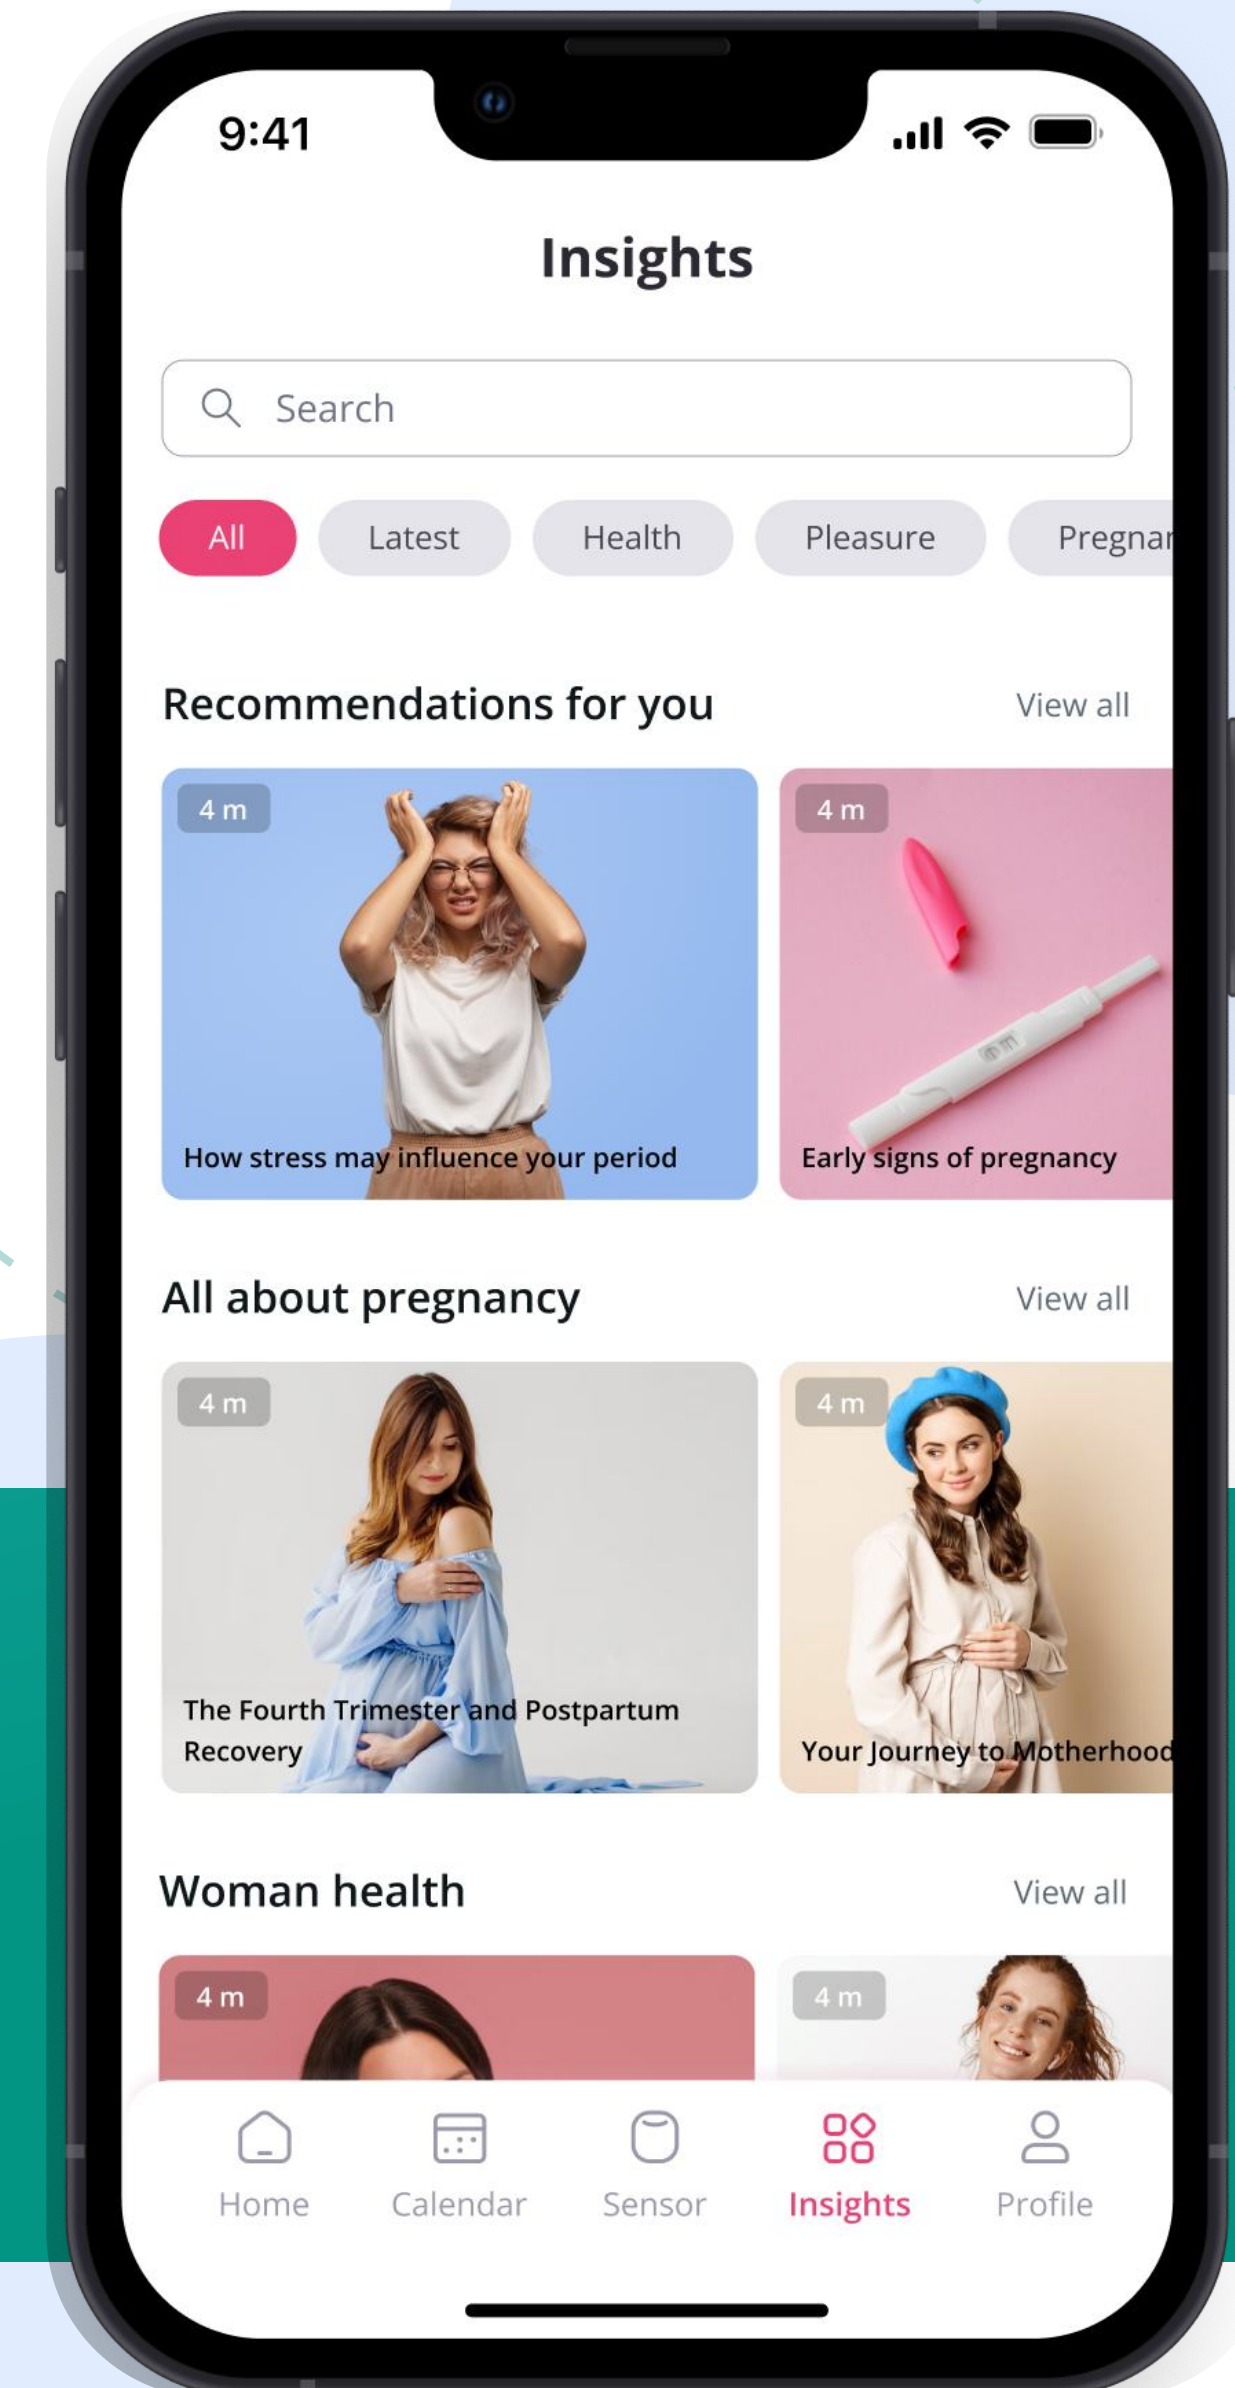 9:41
Insights
Search
All Latest Health Pleasure
Recommendations for you View all
4 m 4 m
How stress may influence your period Early signs of pregnancy
All about pregnancy View all
4 m 4 m
The Fourth Trimester and Postpartum
Recovery Your Journey to Motherhood
Woman health View all
4 m 4 m
Home Calendar Sensor Insights Profile